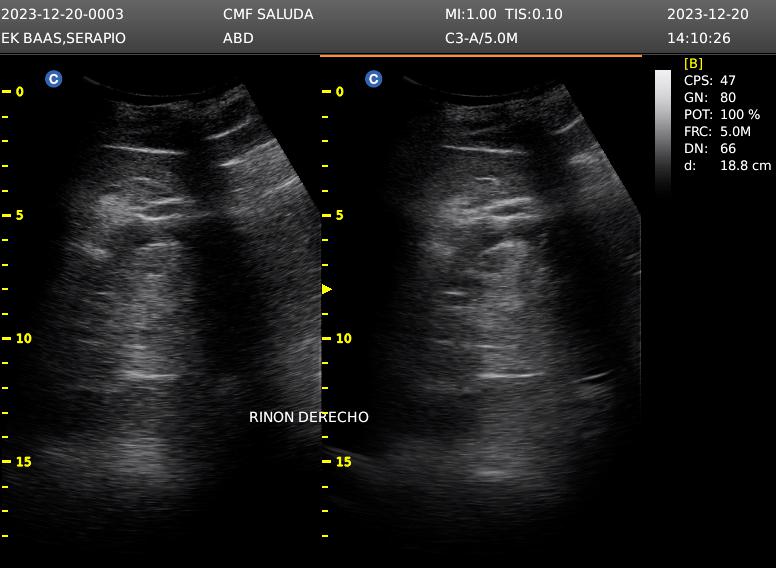 2023-12-20-0003 CMF SALUDA MI:1.00 TIS:0.10 2023-12-20
EK BAAS,SERAPIO ABD C3-A/5.0M 14:10:26
[B]
CPS: 47
GN: 80
POT: 100 %
FRC: 5.0M
DN: 66
d: 18.8 cm
C C
0 0
5 5
10 10
RINON DERECHO
15 15